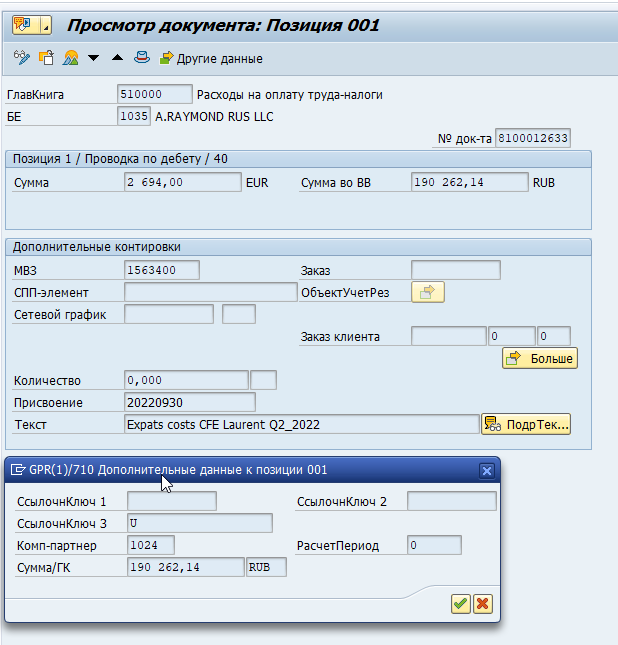 Просмотр документа: Позиция 001
Другие данные
ГлавКнига 510000 Расходы на оплату труда-налоги
БЕ 1035 A.RAYMOND RUS LLC
№ док-та 8100012633
Позиция 1 / Проводка по дебету / 40
Сумма 2 694,00 EUR Сумма во ВВ 190 262,14 RUB
Дополнительные контировки
МВЗ 1563400 Заказ
СПП-элемент ОбъектУчетРез
Сетевой график
Заказ клиента 0 0
Больше
Количество 0,000
Присвоение 20220930
Текст Expats costs CFE Laurent Q2_2022 ПодрТек...
GPR(1)/710 Дополнительные данные к позиции 001
СсылочнКлюч 1 СсылочнКлюч 2
СсылочнКлюч 3 U
Комп-партнер 1024 РасчетПериод 0
Сумма/ГК 190 262,14 RUB